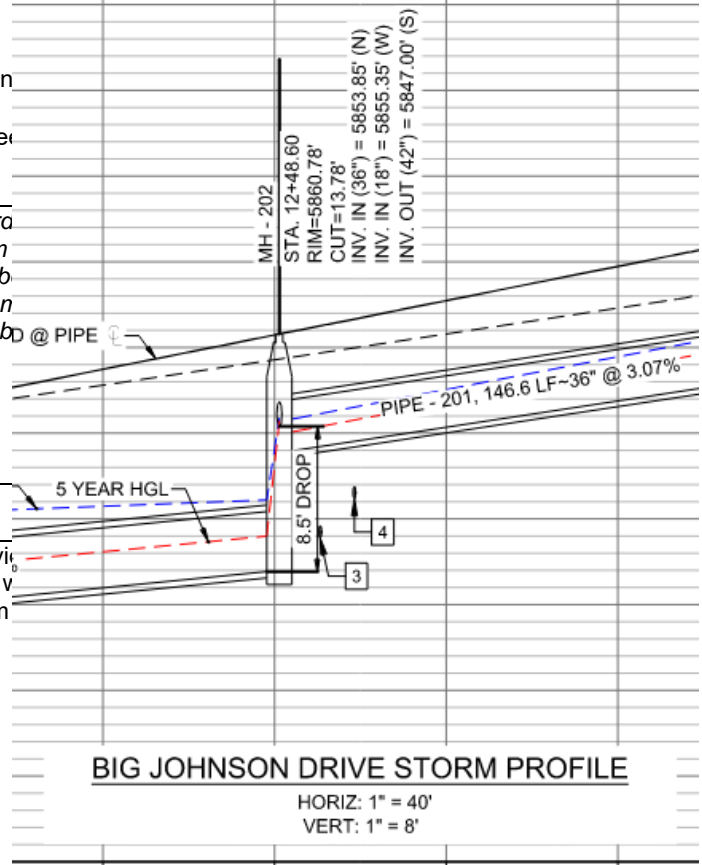 MH - 202
STA. 12+48.60
RIM=5860.78'
CUT=13.78'
INV. IN (36") = 5853.85' (N)
INV. IN (18") = 5855.35' (W)
INV. OUT (42") = 5847.00' (S)
D @ PIPE ℄
PIPE - 201, 146.6 LF~36" @ 3.07%
5 YEAR HGL
8.5' DROP
4
3
BIG JOHNSON DRIVE STORM PROFILE
HORIZ: 1" = 40'
VERT: 1" = 8'